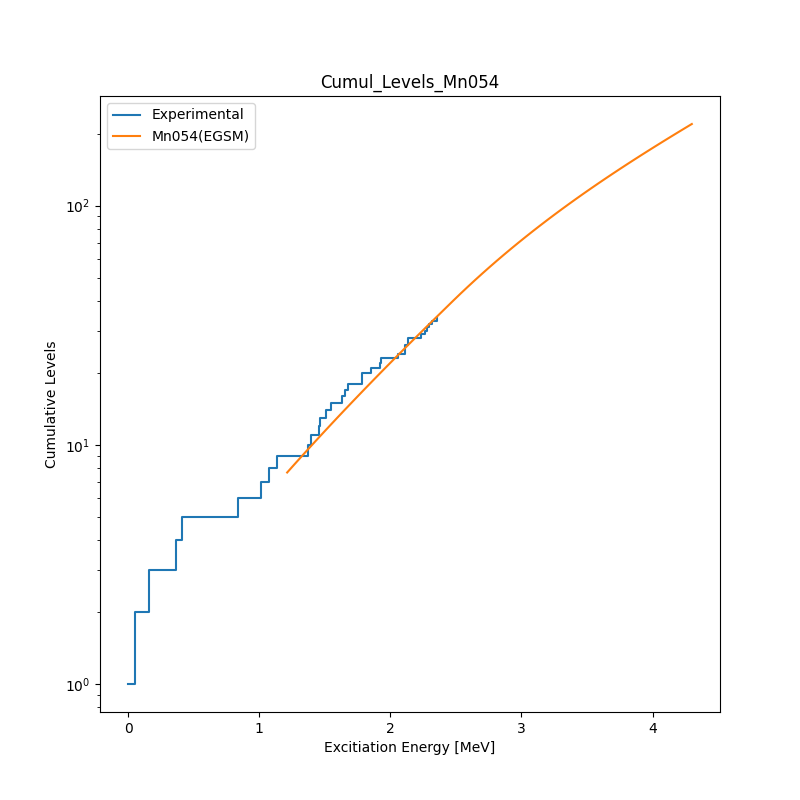 Cumul_Levels_Mn054
Experimental
Mn054(EGSM)
Cumulative Levels
10²
10¹
10⁰
0 1 2 3 4
Excitiation Energy [MeV]